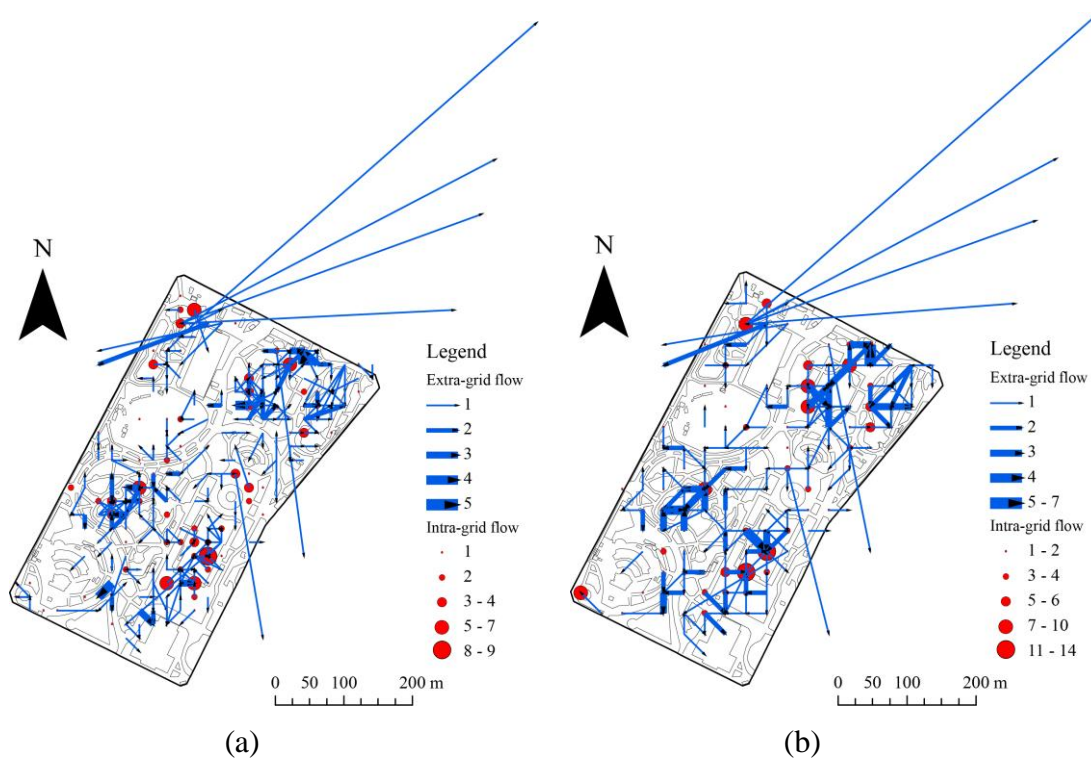 N
Legend
Extra-grid flow
1
2
3
4
5
Intra-grid flow
1
2
3 - 4
5 - 7
8 - 9
0 50 100 200 m
(a)
N
Legend
Extra-grid flow
1
2
3
4
5 - 7
Intra-grid flow
1 - 2
3 - 4
5 - 6
7 - 10
11 - 14
0 50 100 200 m
(b)